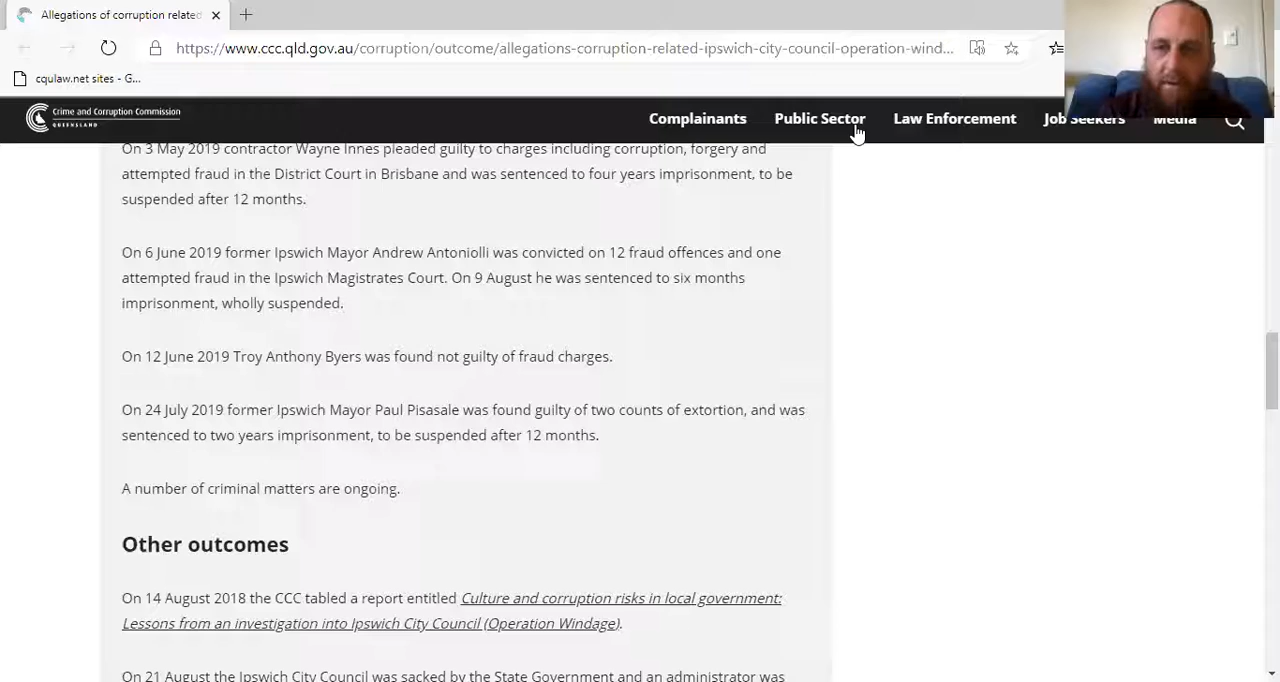 Allegations of corruption related
https://www.ccc.qld.gov.au/corruption/outcome/allegations-corruption-related-ipswich-city-council-operation-wind...
cqulaw.net sites - G...
Crime and Corruption Commission
QUEENSLAND
Complainants Public Sector Law Enforcement Job Seekers Media
On 3 May 2019 contractor Wayne Innes pleaded guilty to charges including corruption, forgery and
attempted fraud in the District Court in Brisbane and was sentenced to four years imprisonment, to be
suspended after 12 months.
On 6 June 2019 former Ipswich Mayor Andrew Antoniolli was convicted on 12 fraud offences and one
attempted fraud in the Ipswich Magistrates Court. On 9 August he was sentenced to six months
imprisonment, wholly suspended.
On 12 June 2019 Troy Anthony Byers was found not guilty of fraud charges.
On 24 July 2019 former Ipswich Mayor Paul Pisasale was found guilty of two counts of extortion, and was
sentenced to two years imprisonment, to be suspended after 12 months.
A number of criminal matters are ongoing.
Other outcomes
On 14 August 2018 the CCC tabled a report entitled Culture and corruption risks in local government:
Lessons from an investigation into Ipswich City Council (Operation Windage).
On 21 August the Ipswich City Council was sacked by the State Government and an administrator was